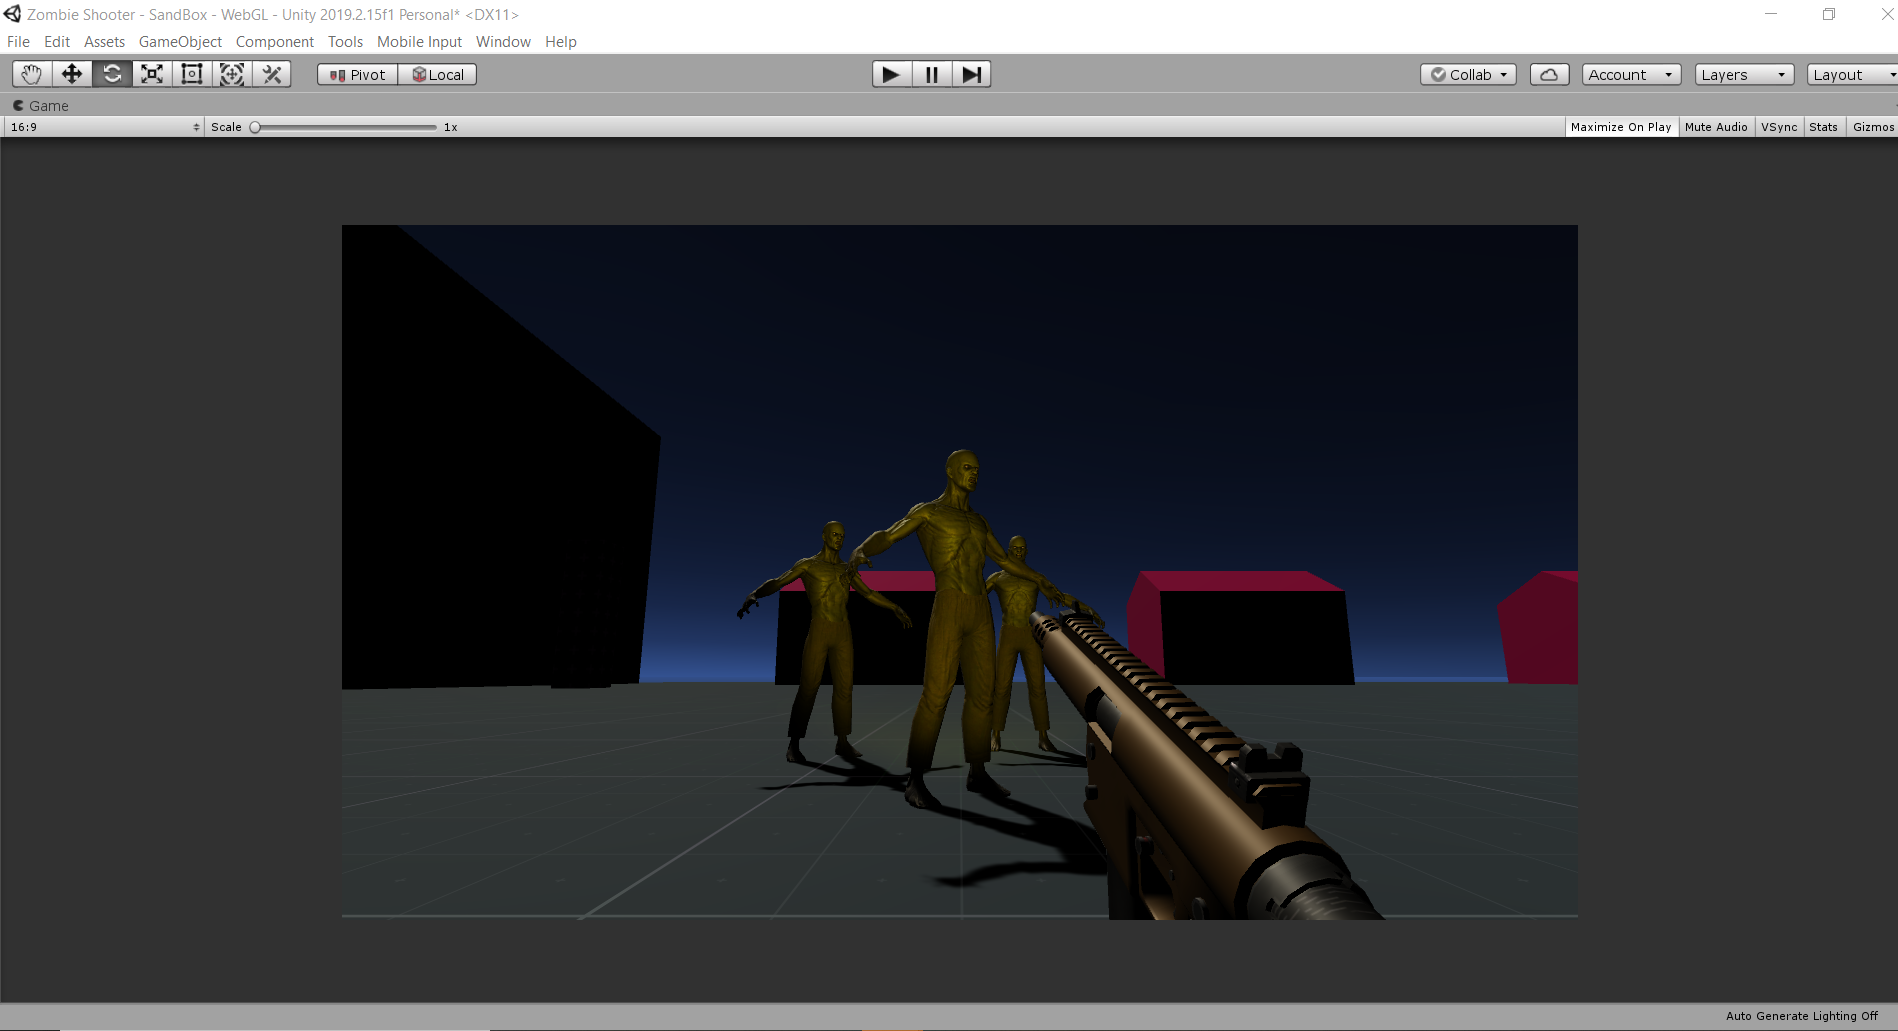 Zombie Shooter - SandBox - WebGL - Unity 2019.2.15f1 Personal* <DX11>
File Edit Assets GameObject Component Tools Mobile Input Window Help
Pivot Local Collab Account Layers Layout
Game
16:9 Scale 1x Maximize On Play Mute Audio VSync Stats Gizmos
Auto Generate Lighting Off